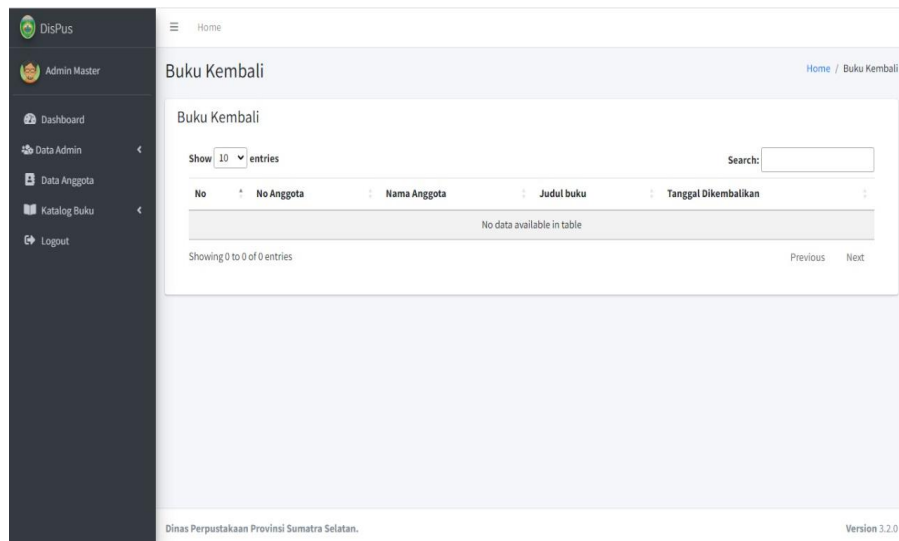 DisPus
Home
Admin Master
Buku Kembali
Home / Buku Kembali
Dashboard
Data Admin
Data Anggota
Katalog Buku
Logout
Buku Kembali
Show 10 entries
Search:
No No Anggota Nama Anggota Judul buku Tanggal Dikembalikan
No data available in table
Showing 0 to 0 of 0 entries
Previous Next
Dinas Perpustakaan Provinsi Sumatra Selatan.
Version 3.2.0